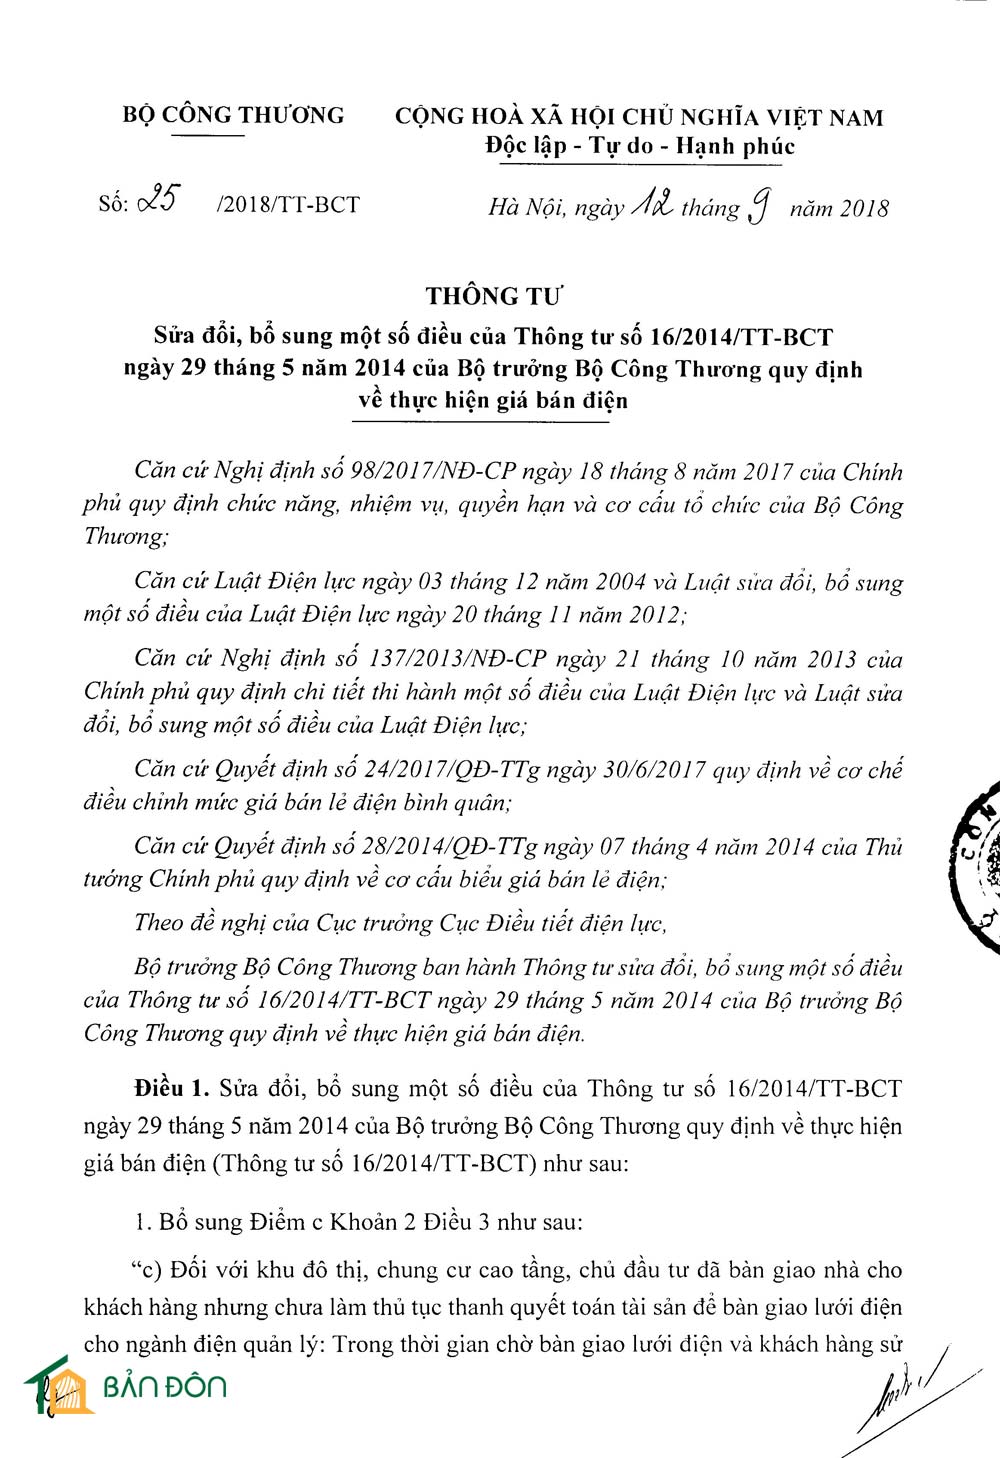 BỘ CÔNG THƯƠNG
CỘNG HOÀ XÃ HỘI CHỦ NGHĨA VIỆT NAM
Độc lập - Tự do - Hạnh phúc
Số: 25 /2018/TT-BCT
Hà Nội, ngày 12 tháng 9 năm 2018
THÔNG TƯ
Sửa đổi, bổ sung một số điều của Thông tư số 16/2014/TT-BCT
ngày 29 tháng 5 năm 2014 của Bộ trưởng Bộ Công Thương quy định
về thực hiện giá bán điện
Căn cứ Nghị định số 98/2017/NĐ-CP ngày 18 tháng 8 năm 2017 của Chính
phủ quy định chức năng, nhiệm vụ, quyền hạn và cơ cấu tổ chức của Bộ Công
Thương;
Căn cứ Luật Điện lực ngày 03 tháng 12 năm 2004 và Luật sửa đổi, bổ sung
một số điều của Luật Điện lực ngày 20 tháng 11 năm 2012;
Căn cứ Nghị định số 137/2013/NĐ-CP ngày 21 tháng 10 năm 2013 của
Chính phủ quy định chi tiết thi hành một số điều của Luật Điện lực và Luật sửa
đổi, bổ sung một số điều của Luật Điện lực;
Căn cứ Quyết định số 24/2017/QĐ-TTg ngày 30/6/2017 quy định về cơ chế
điều chỉnh mức giá bán lẻ điện bình quân;
Căn cứ Quyết định số 28/2014/QĐ-TTg ngày 07 tháng 4 năm 2014 của Thủ
tướng Chính phủ quy định về cơ cấu biểu giá bán lẻ điện;
Theo đề nghị của Cục trưởng Cục Điều tiết điện lực,
Bộ trưởng Bộ Công Thương ban hành Thông tư sửa đổi, bổ sung một số điều
của Thông tư số 16/2014/TT-BCT ngày 29 tháng 5 năm 2014 của Bộ trưởng Bộ
Công Thương quy định về thực hiện giá bán điện.
Điều 1. Sửa đổi, bổ sung một số điều của Thông tư số 16/2014/TT-BCT
ngày 29 tháng 5 năm 2014 của Bộ trưởng Bộ Công Thương quy định về thực hiện
giá bán điện (Thông tư số 16/2014/TT-BCT) như sau:
1. Bổ sung Điểm c Khoản 2 Điều 3 như sau:
“c) Đối với khu đô thị, chung cư cao tầng, chủ đầu tư đã bàn giao nhà cho
khách hàng nhưng chưa làm thủ tục thanh quyết toán tài sản để bàn giao lưới điện
cho ngành điện quản lý: Trong thời gian chờ bàn giao lưới điện và khách hàng sử
BẢN ĐÔN